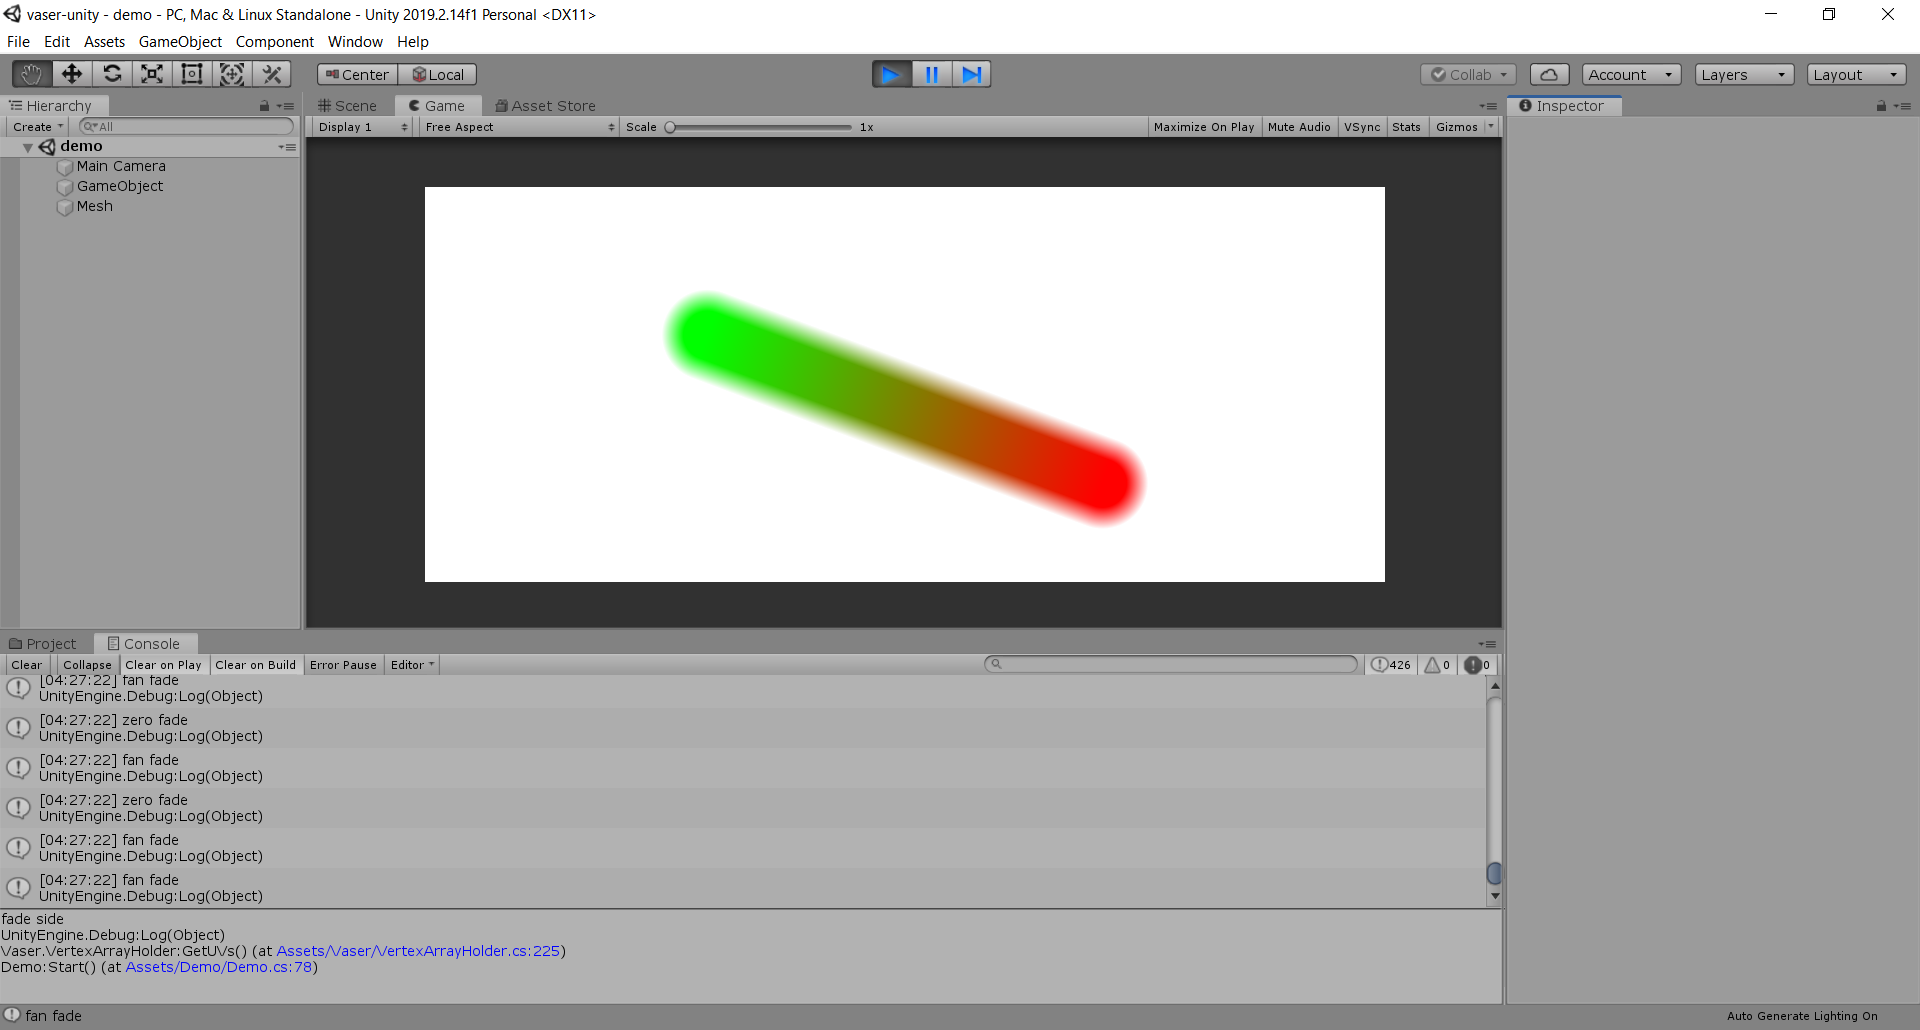 vaser-unity - demo - PC, Mac & Linux Standalone - Unity 2019.2.14f1 Personal <DX11>
File Edit Assets GameObject Component Window Help
Center Local Collab Account Layers Layout
Hierarchy Scene Game Asset Store Inspector
Create All Display 1 Free Aspect Scale 1x Maximize On Play Mute Audio VSync Stats Gizmos
demo
Main Camera
GameObject
Mesh
Project Console
Clear Collapse Clear on Play Clear on Build Error Pause Editor 426 0 0
[04:27:22] fan fade
UnityEngine.Debug:Log(Object)
[04:27:22] zero fade
UnityEngine.Debug:Log(Object)
[04:27:22] fan fade
UnityEngine.Debug:Log(Object)
[04:27:22] zero fade
UnityEngine.Debug:Log(Object)
[04:27:22] fan fade
UnityEngine.Debug:Log(Object)
[04:27:22] fan fade
UnityEngine.Debug:Log(Object)
fade side
UnityEngine.Debug:Log(Object)
Vaser.VertexArrayHolder:GetUVs() (at Assets/Vaser/VertexArrayHolder.cs:225)
Demo:Start() (at Assets/Demo/Demo.cs:78)
fan fade Auto Generate Lighting On